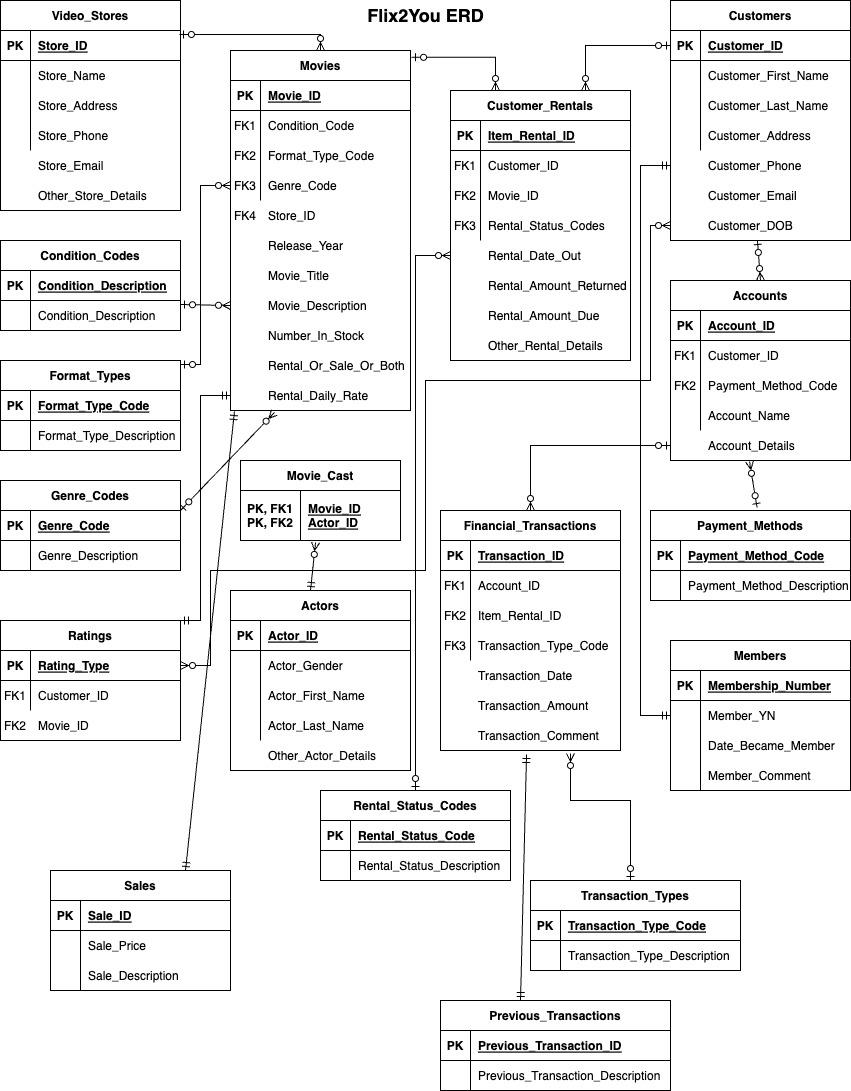 Flix2You ERD
Video_Stores
PK Store_ID
Store_Name
Store_Address
Store_Phone
Store_Email
Other_Store_Details
Condition_Codes
PK Condition_Description
Condition_Description
Format_Types
PK Format_Type_Code
Format_Type_Description
Genre_Codes
PK Genre_Code
Genre_Description
Ratings
PK Rating_Type
FK1 Customer_ID
FK2 Movie_ID
Sales
PK Sale_ID
Sale_Price
Sale_Description
Movies
PK Movie_ID
FK1 Condition_Code
FK2 Format_Type_Code
FK3 Genre_Code
FK4 Store_ID
Release_Year
Movie_Title
Movie_Description
Number_In_Stock
Rental_Or_Sale_Or_Both
Rental_Daily_Rate
Movie_Cast
PK, FK1 Movie_ID
PK, FK2 Actor_ID
Actors
PK Actor_ID
Actor_Gender
Actor_First_Name
Actor_Last_Name
Other_Actor_Details
Rental_Status_Codes
PK Rental_Status_Code
Rental_Status_Description
Customer_Rentals
PK Item_Rental_ID
FK1 Customer_ID
FK2 Movie_ID
FK3 Rental_Status_Codes
Rental_Date_Out
Rental_Amount_Returned
Rental_Amount_Due
Other_Rental_Details
Financial_Transactions
PK Transaction_ID
FK1 Account_ID
FK2 Item_Rental_ID
FK3 Transaction_Type_Code
Transaction_Date
Transaction_Amount
Transaction_Comment
Transaction_Types
PK Transaction_Type_Code
Transaction_Type_Description
Previous_Transactions
PK Previous_Transaction_ID
Previous_Transaction_Description
Customers
PK Customer_ID
Customer_First_Name
Customer_Last_Name
Customer_Address
Customer_Phone
Customer_Email
Customer_DOB
Accounts
PK Account_ID
FK1 Customer_ID
FK2 Payment_Method_Code
Account_Name
Account_Details
Payment_Methods
PK Payment_Method_Code
Payment_Method_Description
Members
PK Membership_Number
Member_YN
Date_Became_Member
Member_Comment